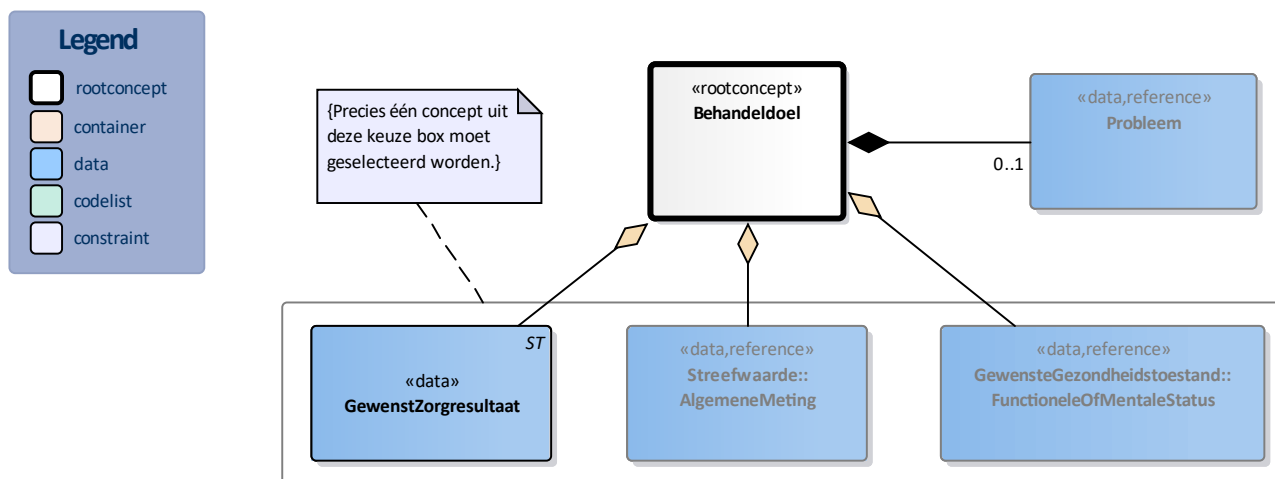 Legend
rootconcept
container
data
codelist
constraint
{Precies één concept uit
deze keuze box moet
geselecteerd worden.}
«rootconcept»
Behandeldoel
«data,reference»
Probleem
0..1
ST
«data»
GewenstZorgresultaat
«data,reference»
Streefwaarde::
AlgemeneMeting
«data,reference»
GewensteGezondheidstoestand::
FunctioneleOfMentaleStatus